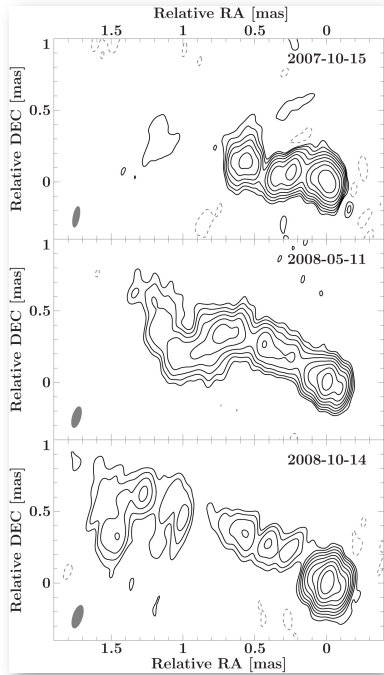 Relative RA [mas]
1.5 1 0.5 0
1
2007-10-15
0.5
Relative DEC [mas]
0
1
2008-05-11
0.5
Relative DEC [mas]
0
1
2008-10-14
0.5
Relative DEC [mas]
0
1.5 1 0.5 0
Relative RA [mas]